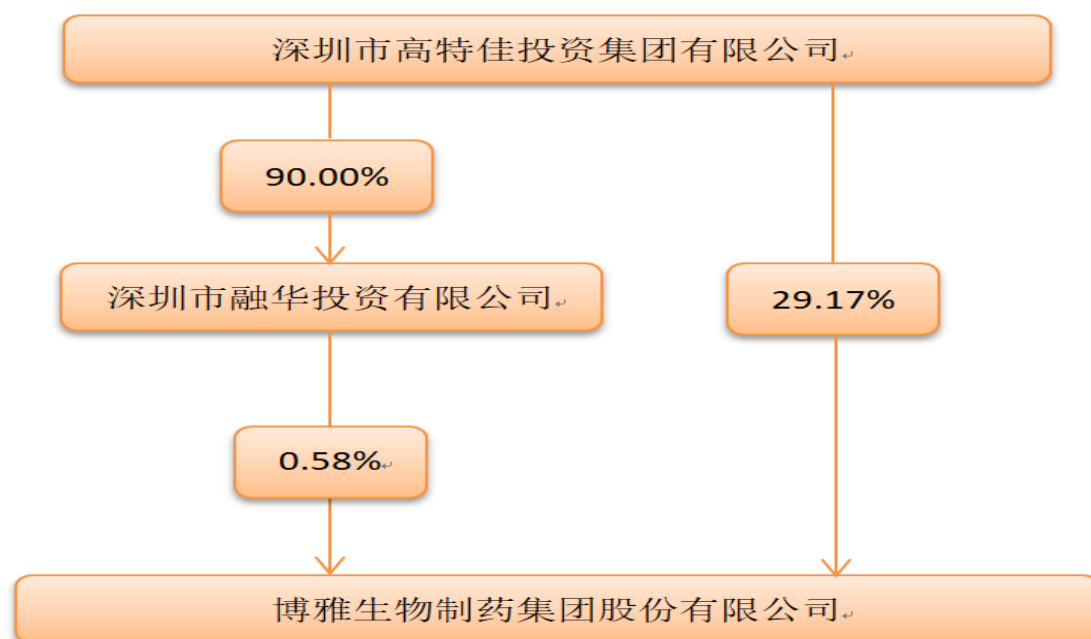 深圳市高特佳投资集团有限公司
90.00%
深圳市融华投资有限公司
29.17%
0.58%
博雅生物制药集团股份有限公司